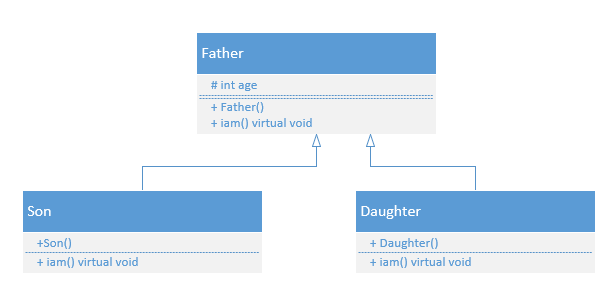 Father
# int age
+ Father()
+ iam() virtual void
Son
+Son()
+ iam() virtual void
Daughter
+ Daughter()
+ iam() virtual void